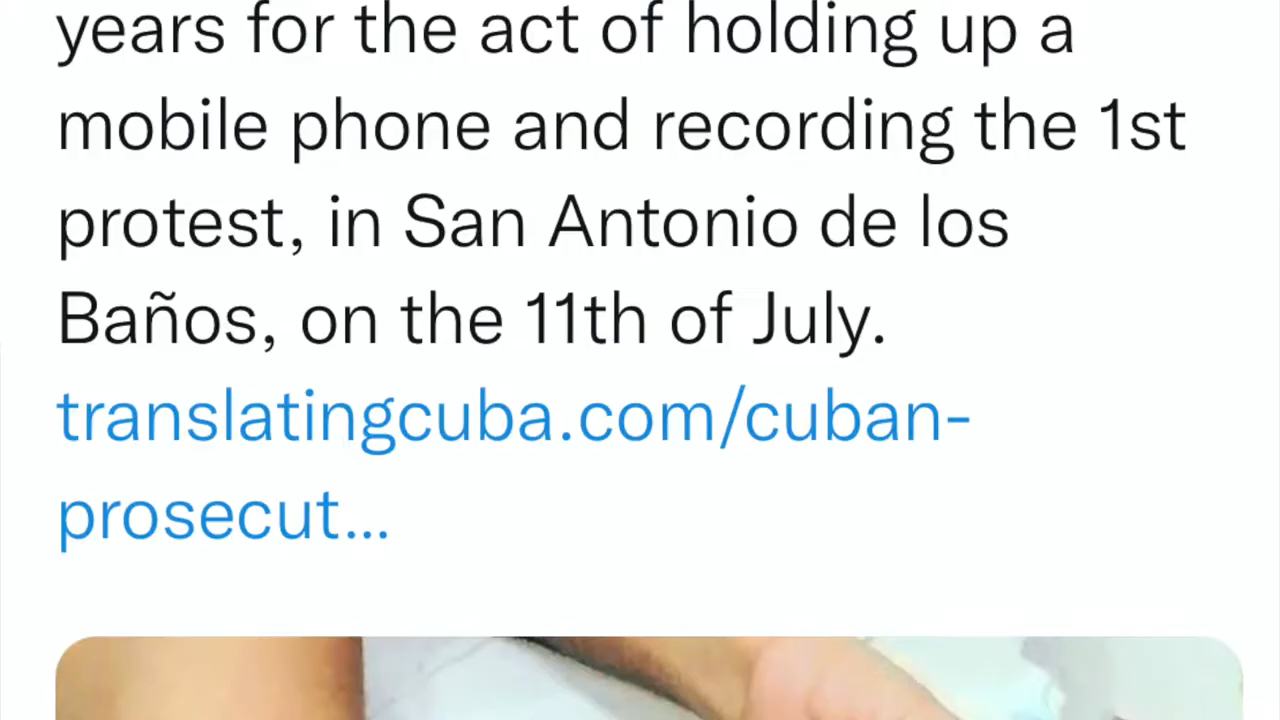 years for the act of holding up a
mobile phone and recording the 1st
protest, in San Antonio de los
Baños, on the 11th of July.
translatingcuba.com/cuban-
prosecut...